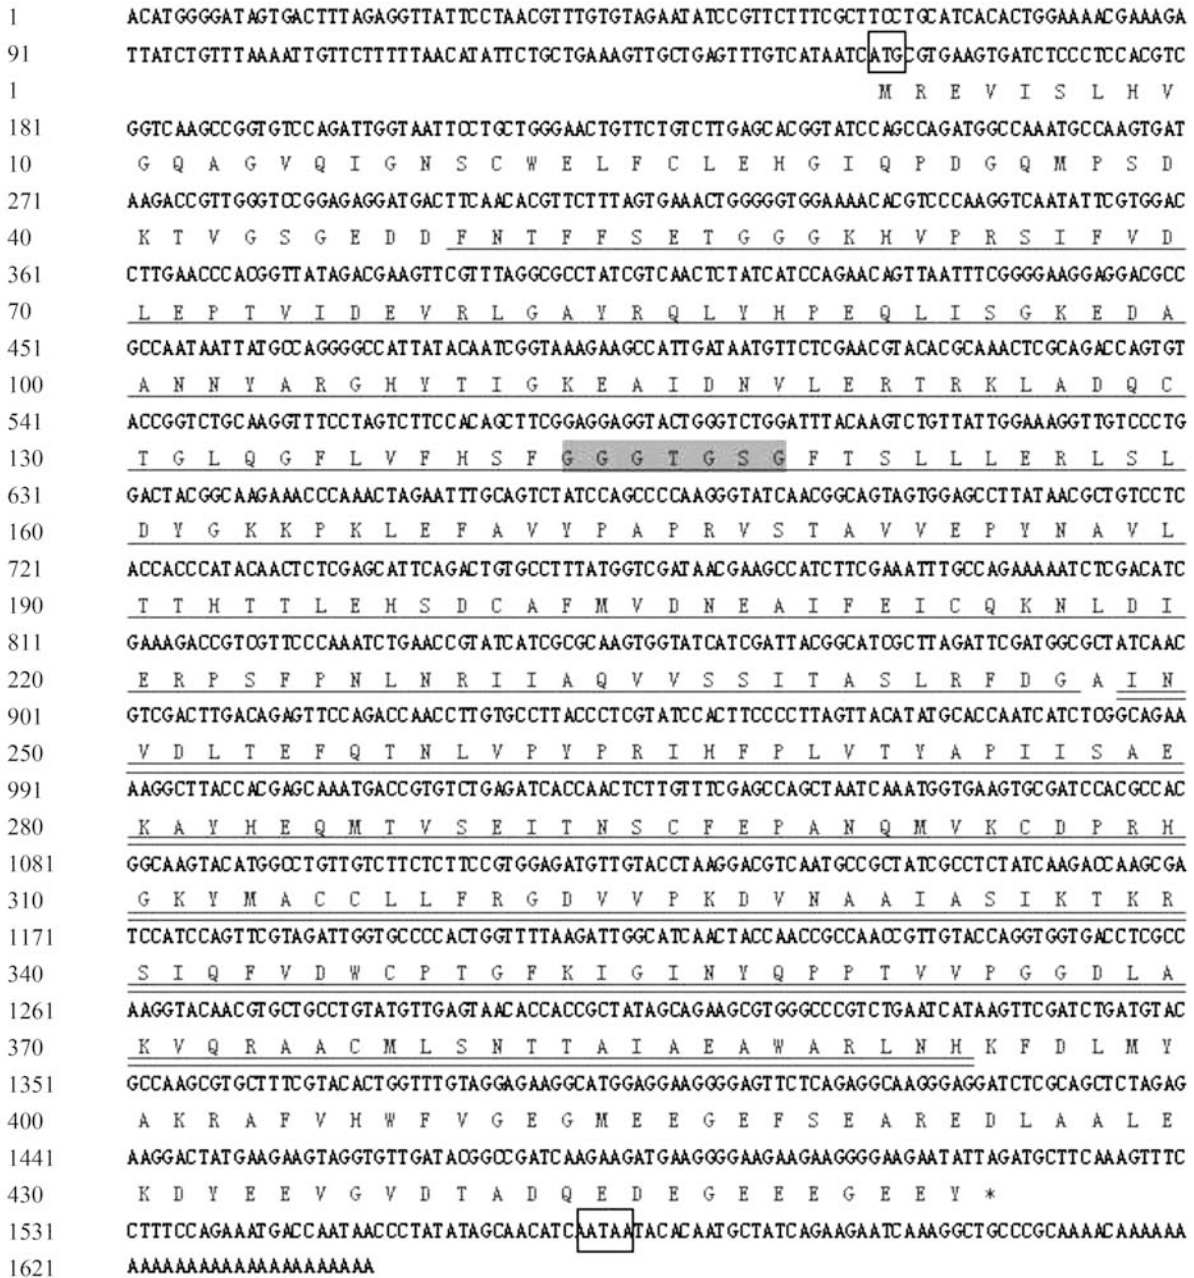 1 ACATGGGGATAGTGACTTTAGAGGTTATTCCTAACGTTTGTGTAGAATATCCGTTCTTTCGCTTCCTGCATCACACTGGAAAACGAAAGA
91 TTATCTGTTTAAAATTGTTCTTTTTAACATATTCTGCTGAAAGTTGCTGAGTTTGTCATAATCATGCGTGAAGTGATCTCCCTCCACGTC
1 M R E V I S L H V
181 GGTCAAGCCGGTGTCCAGATTGGTAATTCCTGCTGGGAACTGTTCTGTCTTGAGCACGGTATCCAGCCAGATGGCCAAATGCCAAGTGAT
10 G Q A G V Q I G N S C W E L F C L E H G I Q P D G Q M P S D
271 AAGACCGTTGGGTCCGGAGAGGATGACTTCAACACGTTCTTTAGTGAAACTGGGGGTGGAAAACACGTCCCAAGGTCAATATTCGTGGAC
40 K T V G S G E D D F N T F F S E T G G G K H V P R S I F V D
361 CTTGAACCCACGGTTATAGACGAAGTTCGTTTAGGCGCCTATCGTCAACTCTATCATCCAGAACAGTTAATTTCGGGGAAGGAGGACGCC
70 L E P T V I D E V R L G A Y R Q L Y H P E Q L I S G K E D A
451 GCCAATAATTATGCCAGGGGCCATTATACAATCGGTAAAGAAGCCATTGATAATGTTCTCGAACGTACACGCAAACTCGCAGACCAGTGT
100 A N N Y A R G H Y T I G K E A I D N V L E R T R K L A D Q C
541 ACCGGTCTGCAAGGTTTCCTAGTCTTCCACAGCTTCGGAGGAGGTACTGGGTCTGGATTTACAAGTCTGTTATTGGAAAGGTTGTCCCTG
130 T G L Q G F L V F H S F G G G T G S G F T S L L L E R L S L
631 GACTACGGCAAGAAACCCAAACTAGAATTTGCAGTCTATCCAGCCCCAAGGGTATCAACGGCAGTAGTGGAGCCTTATAACGCTGTCCTC
160 D Y G K K P K L E F A V Y P A P R V S T A V V E P Y N A V L
721 ACCACCCATACAACTCTCGAGCATTCAGACTGTGCCTTTATGGTCGATAACGAAGCCATCTTCGAAATTTGCCAGAAAAATCTCGACATC
190 T T H T T L E H S D C A F M V D N E A I F E I C Q K N L D I
811 GAAAGACCGTCGTTCCCAAATCTGAACCGTATCATCGCGCAAGTGGTATCATCGATTACGGCATCGCTTAGATTCGATGGCGCTATCAAC
220 E R P S F P N L N R I I A Q V V S S I T A S L R F D G A I N
901 GTCGACTTGACAGAGTTCCAGACCAACCTTGTGCCTTACCCTCGTATCCACTTCCCCTTAGTTACATATGCACCAATCATCTCGGCAGAA
250 V D L T E F Q T N L V P Y P R I H F P L V T Y A P I I S A E
991 AAGGCTTACCACGAGCAAATGACCGTGTCTGAGATCACCAACTCTTGTTTCGAGCCAGCTAATCAAATGGTGAAGTGCGATCCACGCCAC
280 K A Y H E Q M T V S E I T N S C F E P A N Q M V K C D P R H
1081 GGCAAGTACATGGCCTGTTGTCTTCTCTTCCGTGGAGATGTTGTACCTAAGGACGTCAATGCCGCTATCGCCTCTATCAAGACCAAGCGA
310 G K Y M A C C L L F R G D V V P K D V N A A I A S I K T K R
1171 TCCATCCAGTTCGTAGATTGGTGCCCCACTGGTTTTAAGATTGGCATCAACTACCAACCGCCAACCGTTGTACCAGGTGGTGACCTCGCC
340 S I Q F V D W C P T G F K I G I N Y Q P P T V V P G G D L A
1261 AAGGTACAACGTGCTGCCTGTATGTTGAGTAACACCACCGCTATAGCAGAAGCGTGGGCCCGTCTGAATCATAAGTTCGATCTGATGTAC
370 K V Q R A A C M L S N T T A I A E A W A R L N H K F D L M Y
1351 GCCAAGCGTGCTTTCGTACACTGGTTTGTAGGAGAAGGCATGGAGGAAGGGGAGTTCTCAGAGGCAAGGGAGGATCTCGCAGCTCTAGAG
400 A K R A F V H W F V G E G M E E G E F S E A R E D L A A L E
1441 AAGGACTATGAAGAAGTAGGTGTTGATACGGCCGATCAAGAAGATGAAGGGGAAGAAGAAGGGGAAGAATATTAGATGCTTCAAAGTTTC
430 K D Y E E V G V D T A D Q E D E G E E E G E E Y *
1531 CTTTCCAGAAATGACCAATAACCCTATATAGCAACATCAATAATACACAATGCTATCAGAAGAATCAAAGGCTGCCCGCAAAACAAAAAA
1621 AAAAAAAAAAAAAAAAAAAAA